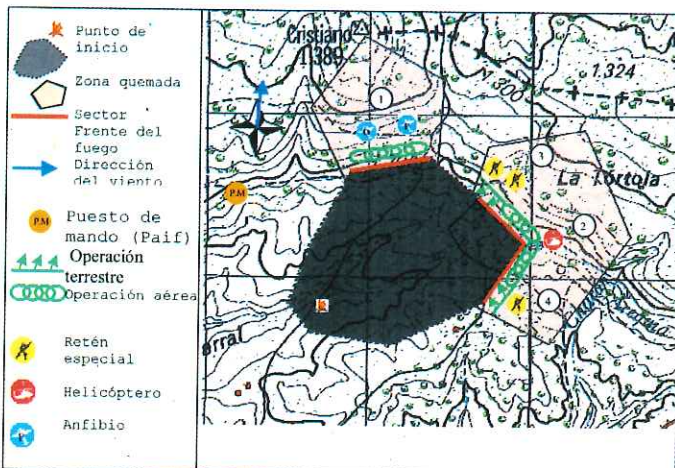 Punto de
inicio
Zona quemada
Sector
Frente del
fuego
Dirección
del viento
P.M
Puesto de
mando (Paif)
Operación
terrestre
Operación aérea
Retén
especial
Helicóptero
Anfibio
Cristiano
1.389
1
N 300
1.324
P.M
3
La Tórtola
2
4